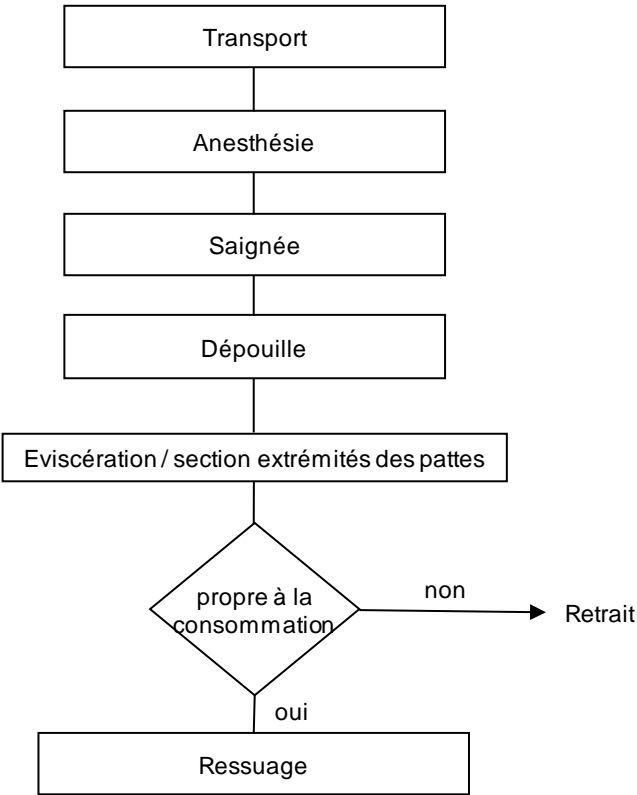 Transport
Anesthésie
Saignée
Dépouille
Eviscération / section extrémités des pattes
propre à la
consommation
non
Retrait
oui
Ressuage